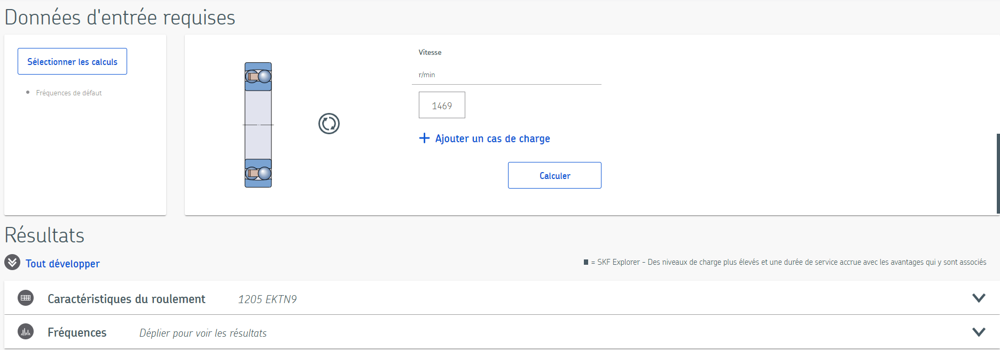 Données d'entrée requises
Sélectionner les calculs
Fréquences de défaut
Vitesse
r/min
1469
Ajouter un cas de charge
Calculer
Résultats
Tout développer
= SKF Explorer - Des niveaux de charge plus élevés et une durée de service accrue avec les avantages qui y sont associés
Caractéristiques du roulement 1205 EKTN9
Fréquences Déplier pour voir les résultats